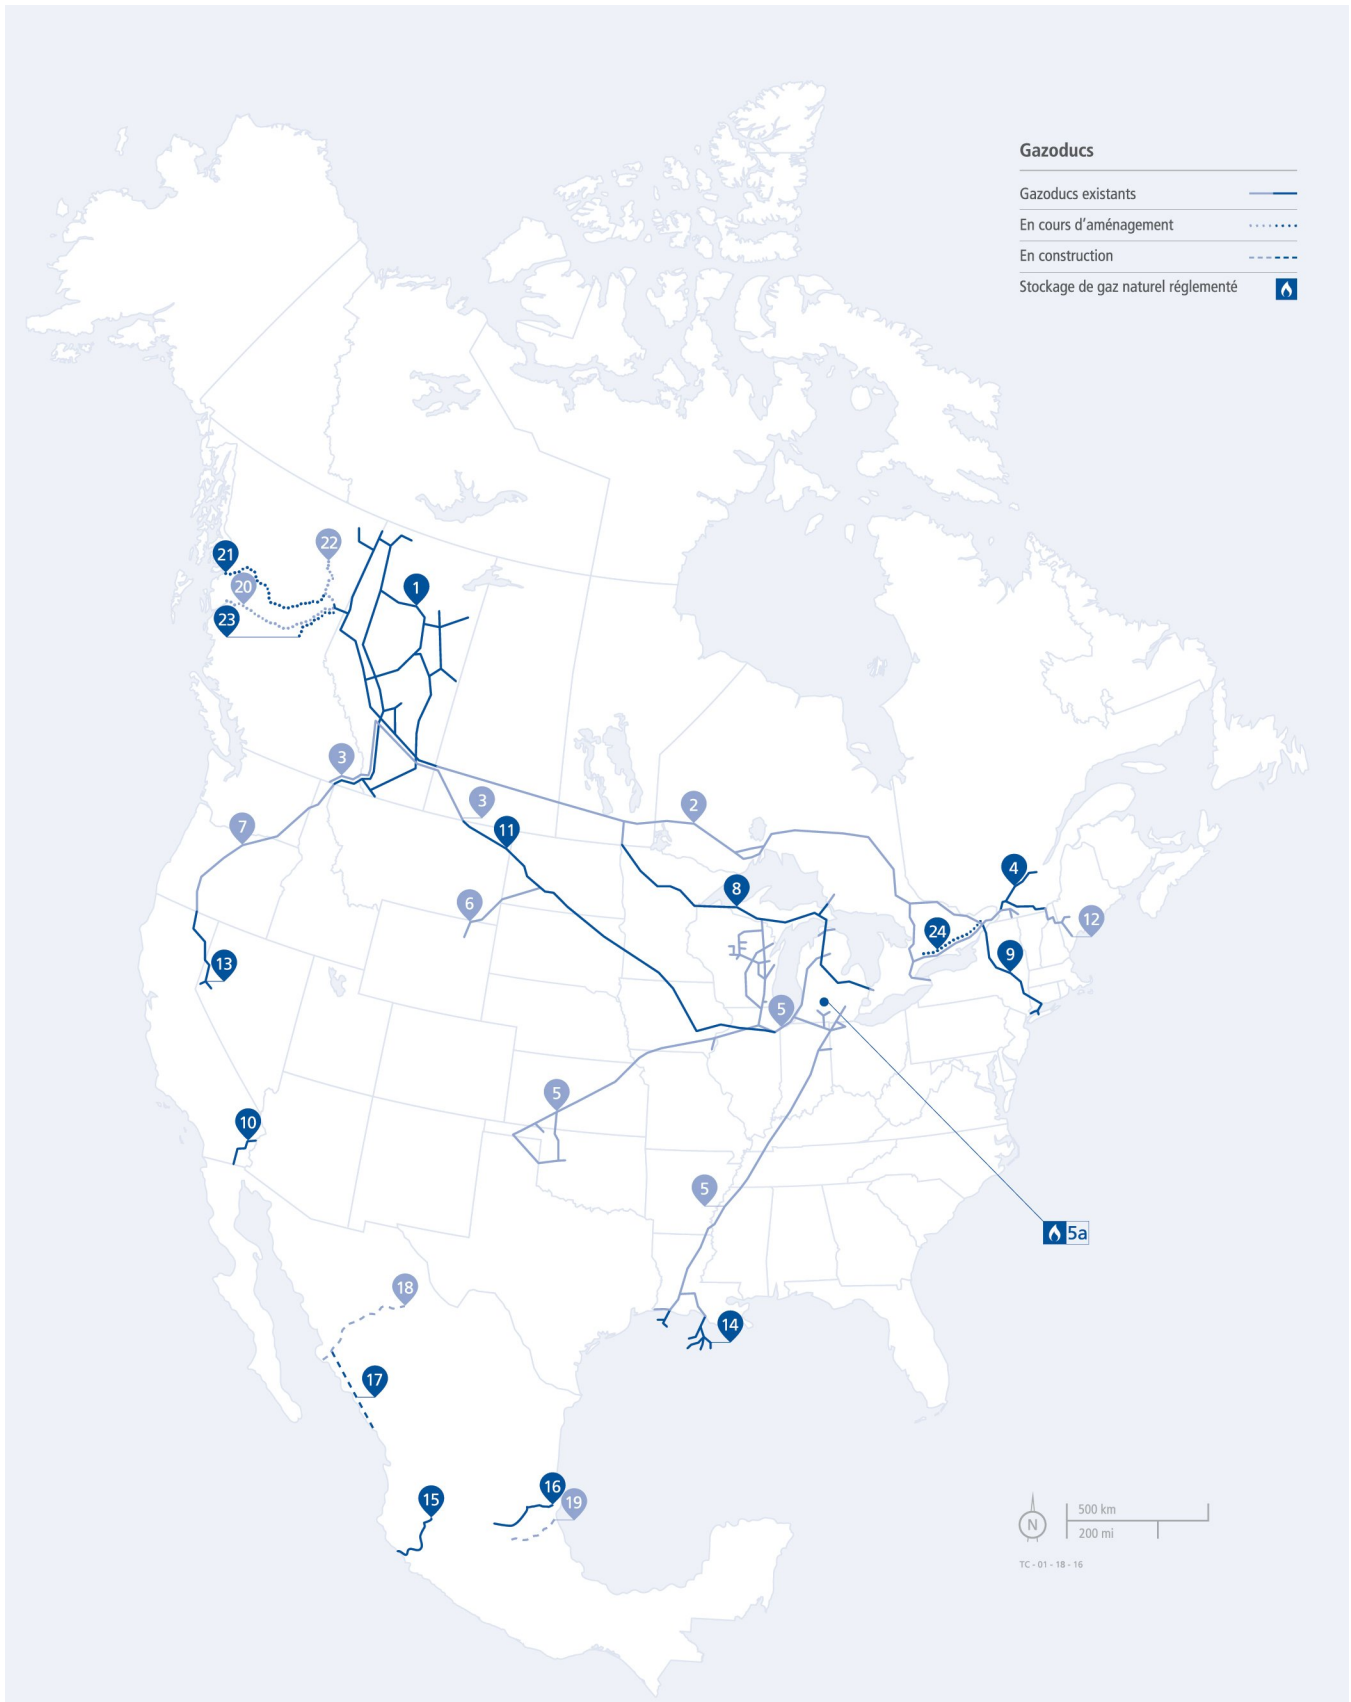 Gazoducs
Gazoducs existants
En cours d’aménagement
En construction
Stockage de gaz naturel réglementé
22
21
20
1
23
3
3
2
7
11
4
8
6
12
24
9
13
5
5
10
5
5a
18
14
17
16
15
19
500 km
N
200 mi
TC - 01 - 18 - 16